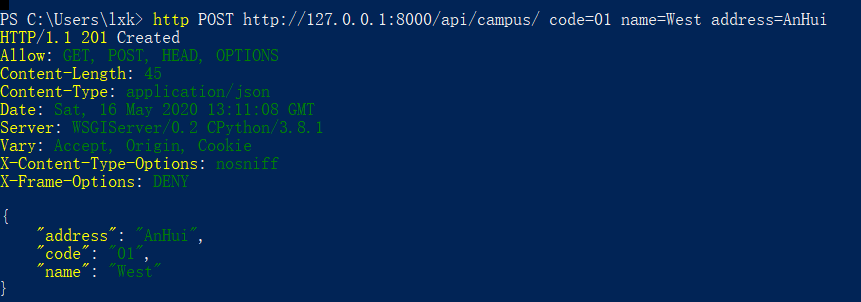 PS C:\Users\lxk> http POST http://127.0.0.1:8000/api/campus/ code=01 name=West address=AnHui
HTTP/1.1 201 Created
Allow: GET, POST, HEAD, OPTIONS
Content-Length: 45
Content-Type: application/json
Date: Sat, 16 May 2020 13:11:08 GMT
Server: WSGIServer/0.2 CPython/3.8.1
Vary: Accept, Origin, Cookie
X-Content-Type-Options: nosniff
X-Frame-Options: DENY
{
    "address": "AnHui",
    "code": "01",
    "name": "West"
}